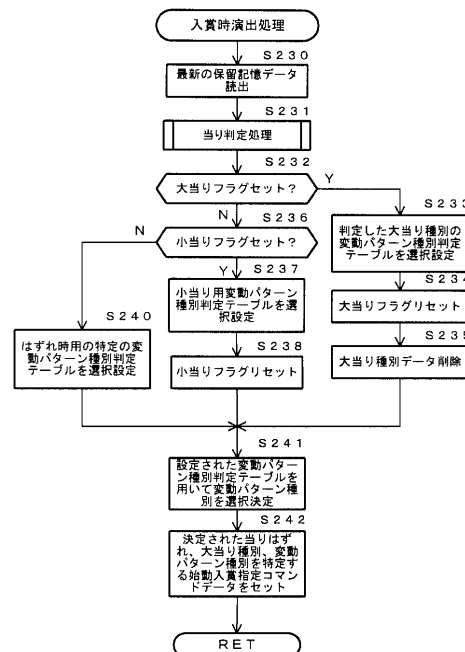 入賞時演出処理
S230
最新の保留記憶データ
読出
S231
当り判定処理
S232
大当りフラグセット？
Y
N
S236
小当りフラグセット？
N
Y
S233
判定した大当り種別の
変動パターン種別判定
テーブルを選択設定
S237
小当り用変動パターン
種別判定テーブルを選
択設定
S234
大当りフラグリセット
S240
はずれ時用の特定の変
動パターン種別判定
テーブルを選択設定
S238
小当りフラグリセット
S235
大当り種別データ削除
S241
設定された変動パター
ン種別判定テーブルを
用いて変動パターン種
別を選択決定
S242
決定された当りはず
れ、大当り種別、変動
パターン種別を特定す
る始動入賞指定コマン
ドデータをセット
RET